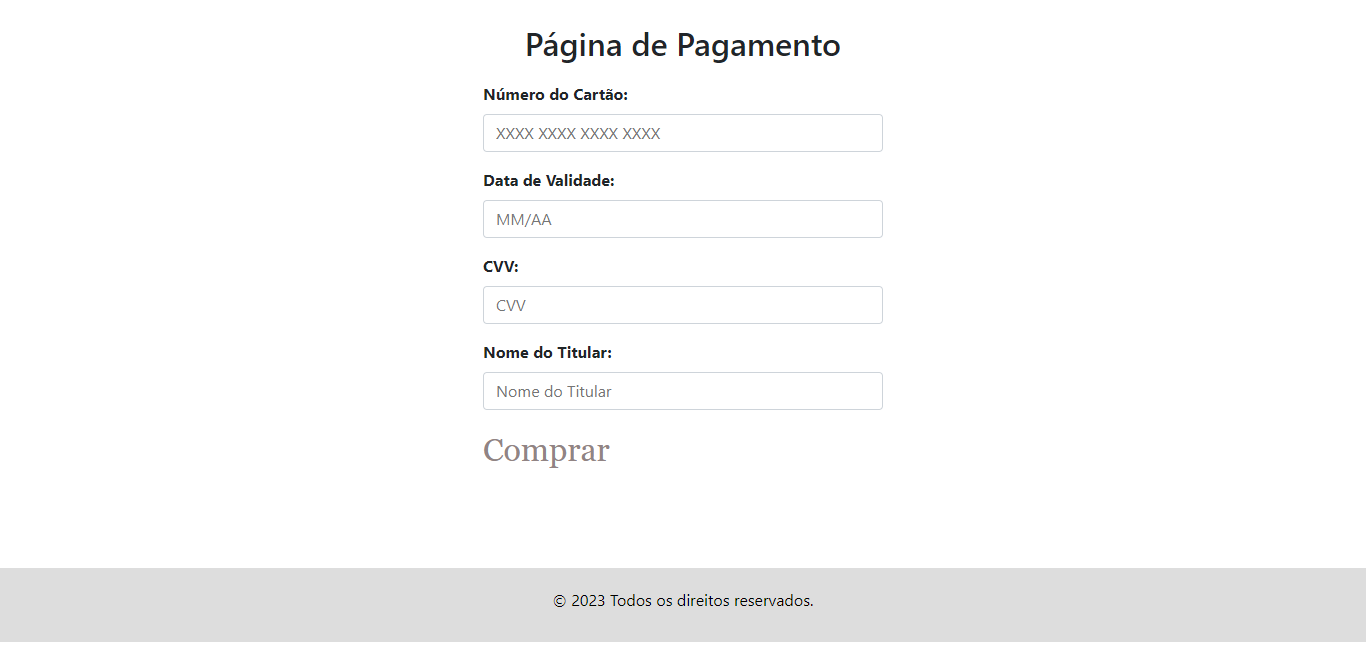 Página de Pagamento
Número do Cartão:
XXXX XXXX XXXX XXXX
Data de Validade:
MM/AA
CVV:
CVV
Nome do Titular:
Nome do Titular
Comprar
© 2023 Todos os direitos reservados.